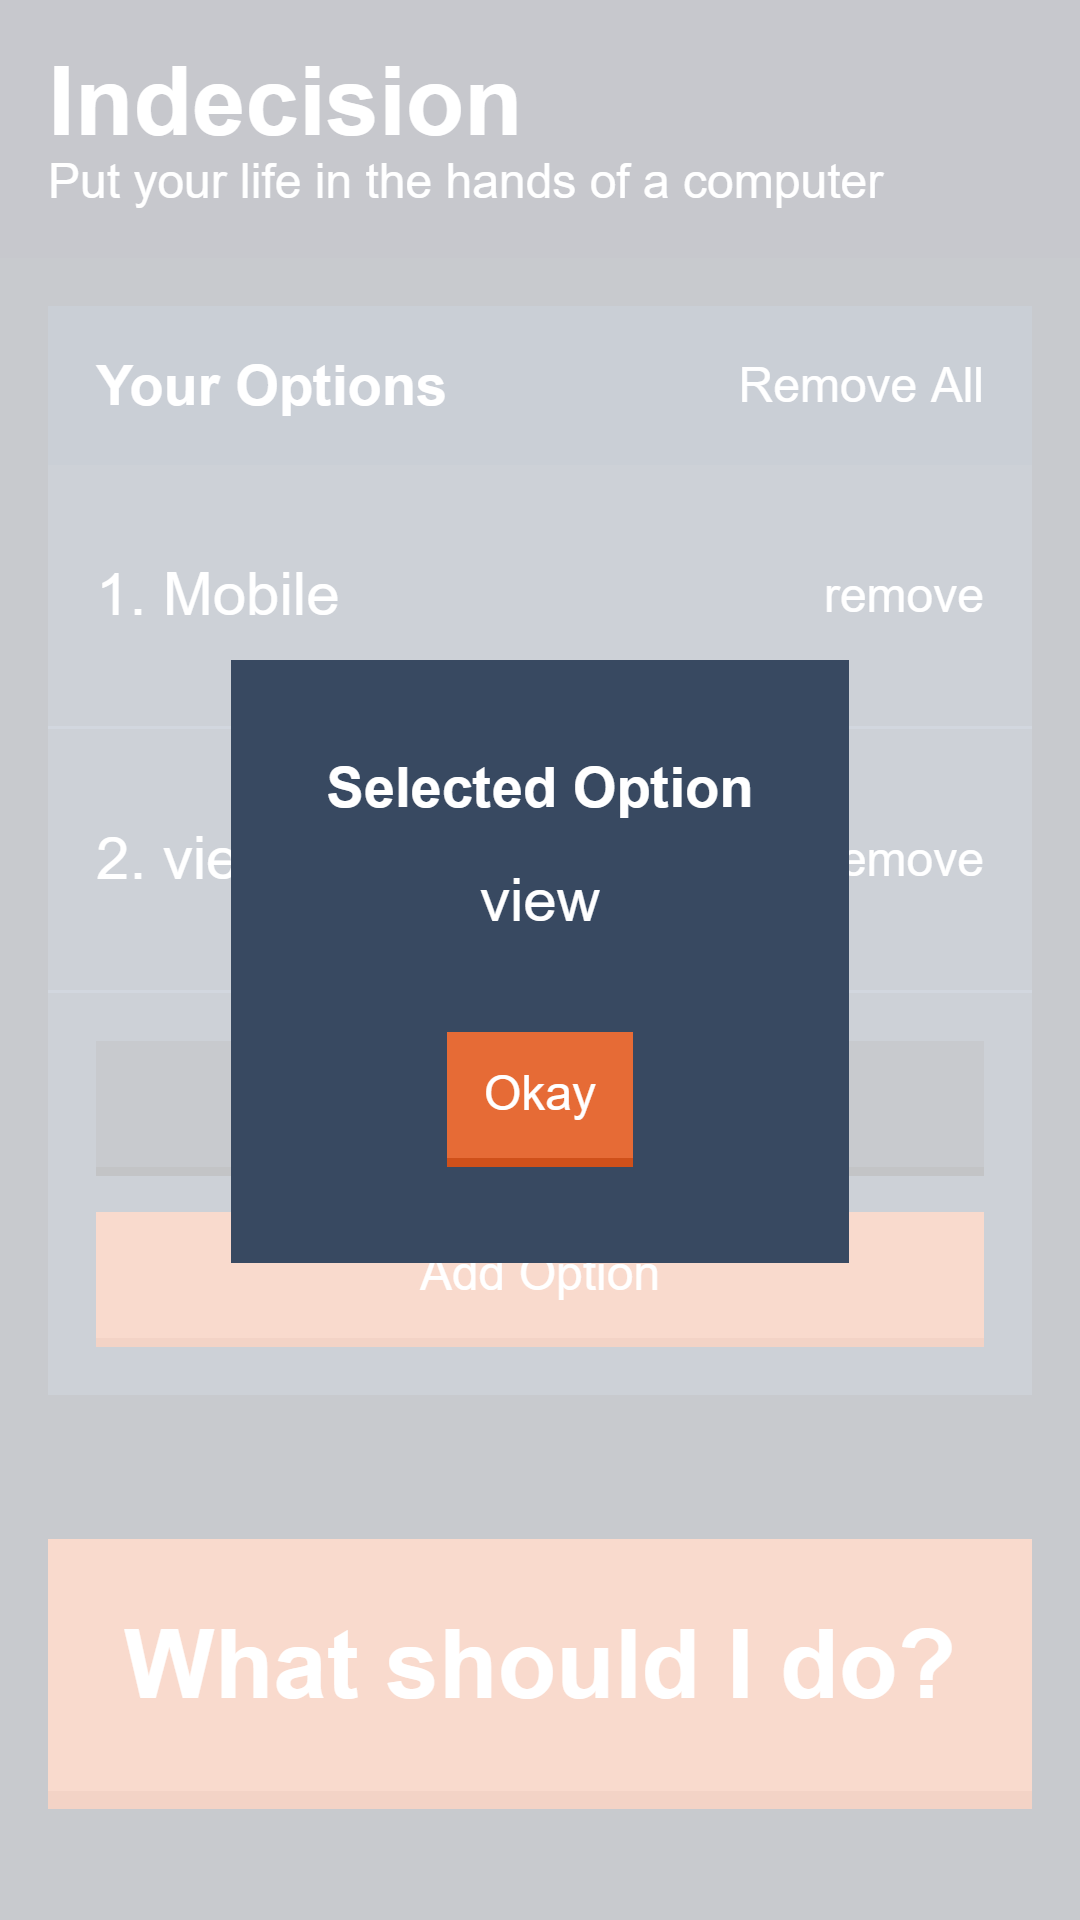 Indecision
Put your life in the hands of a computer
Your Options
Remove All
1. Mobile
remove
Selected Option
2. vie
emove
view
Okay
Add Option
What should I do?